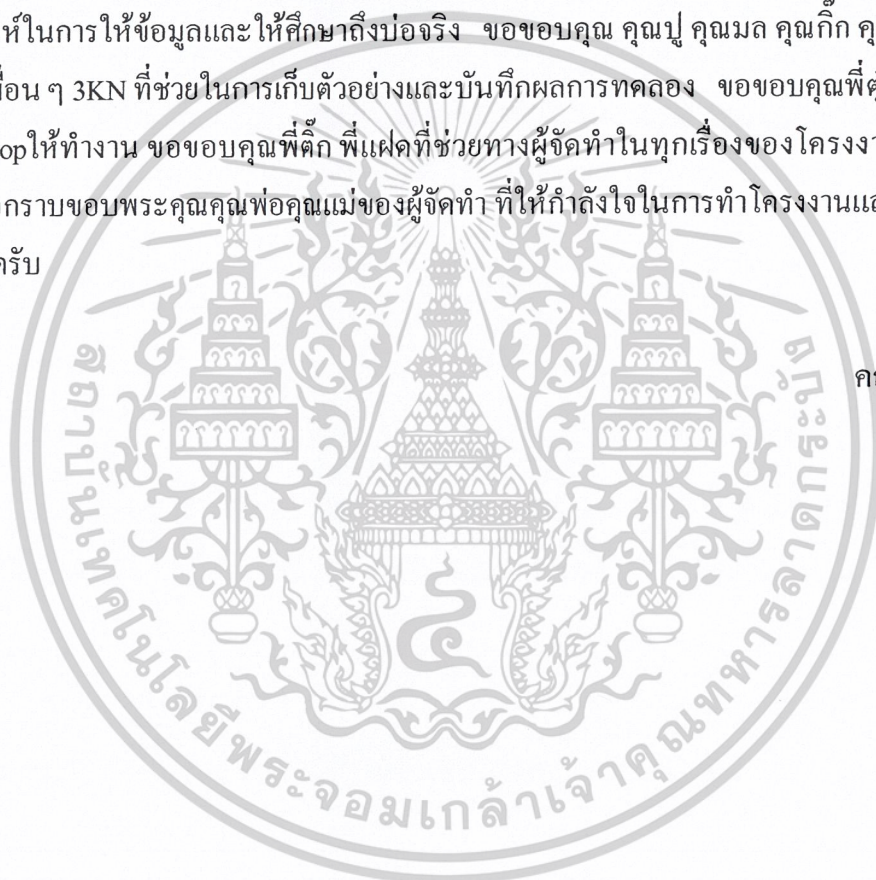 ห์ในการให้ข้อมูลและให้ศึกษาถึงบ่อจริง ขอขอบคุณ คุณปู คุณมล คุณกิ๊ก คุ
พื่อน ๆ 3KN ที่ช่วยในการเก็บตัวอย่างและบันทึกผลการทดลอง ขอขอบคุณพี่
opให้ทำงาน ขอขอบคุณพี่ติ๊ก พี่แฝดที่ช่วยทางผู้จัดทำในทุกเรื่องของโครงงา
กราบขอบพระคุณคุณพ่อคุณแม่ของผู้จัดทำ ที่ให้กำลังใจในการทำโครงงานแล
ครับ
ค
สถาบันเทคโนโลยีพระจอมเกล้าเจ้าคุณทหารลาดกระบัง
๔